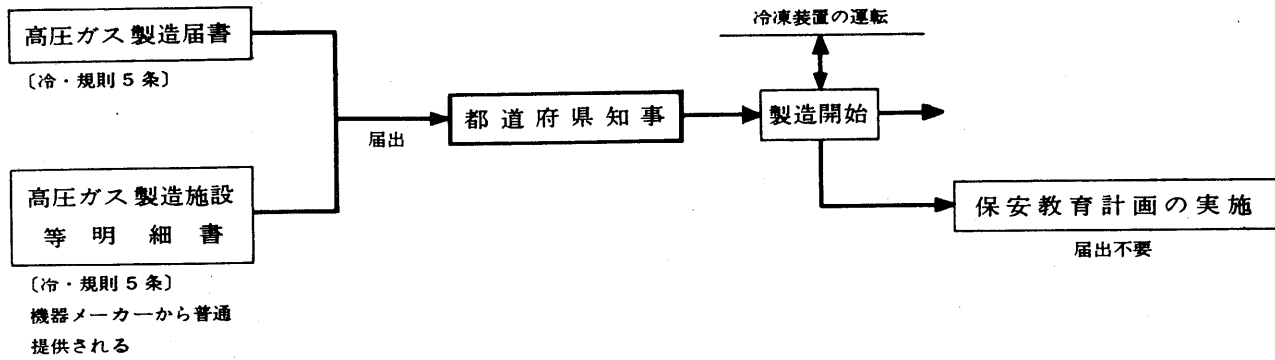 高圧ガス製造届書
〔冷・規則5条〕
高圧ガス製造施設
等明細書
〔冷・規則5条〕
機器メーカーから普通
提供される
届出
都道府県知事
冷凍装置の運転
製造開始
保安教育計画の実施
届出不要